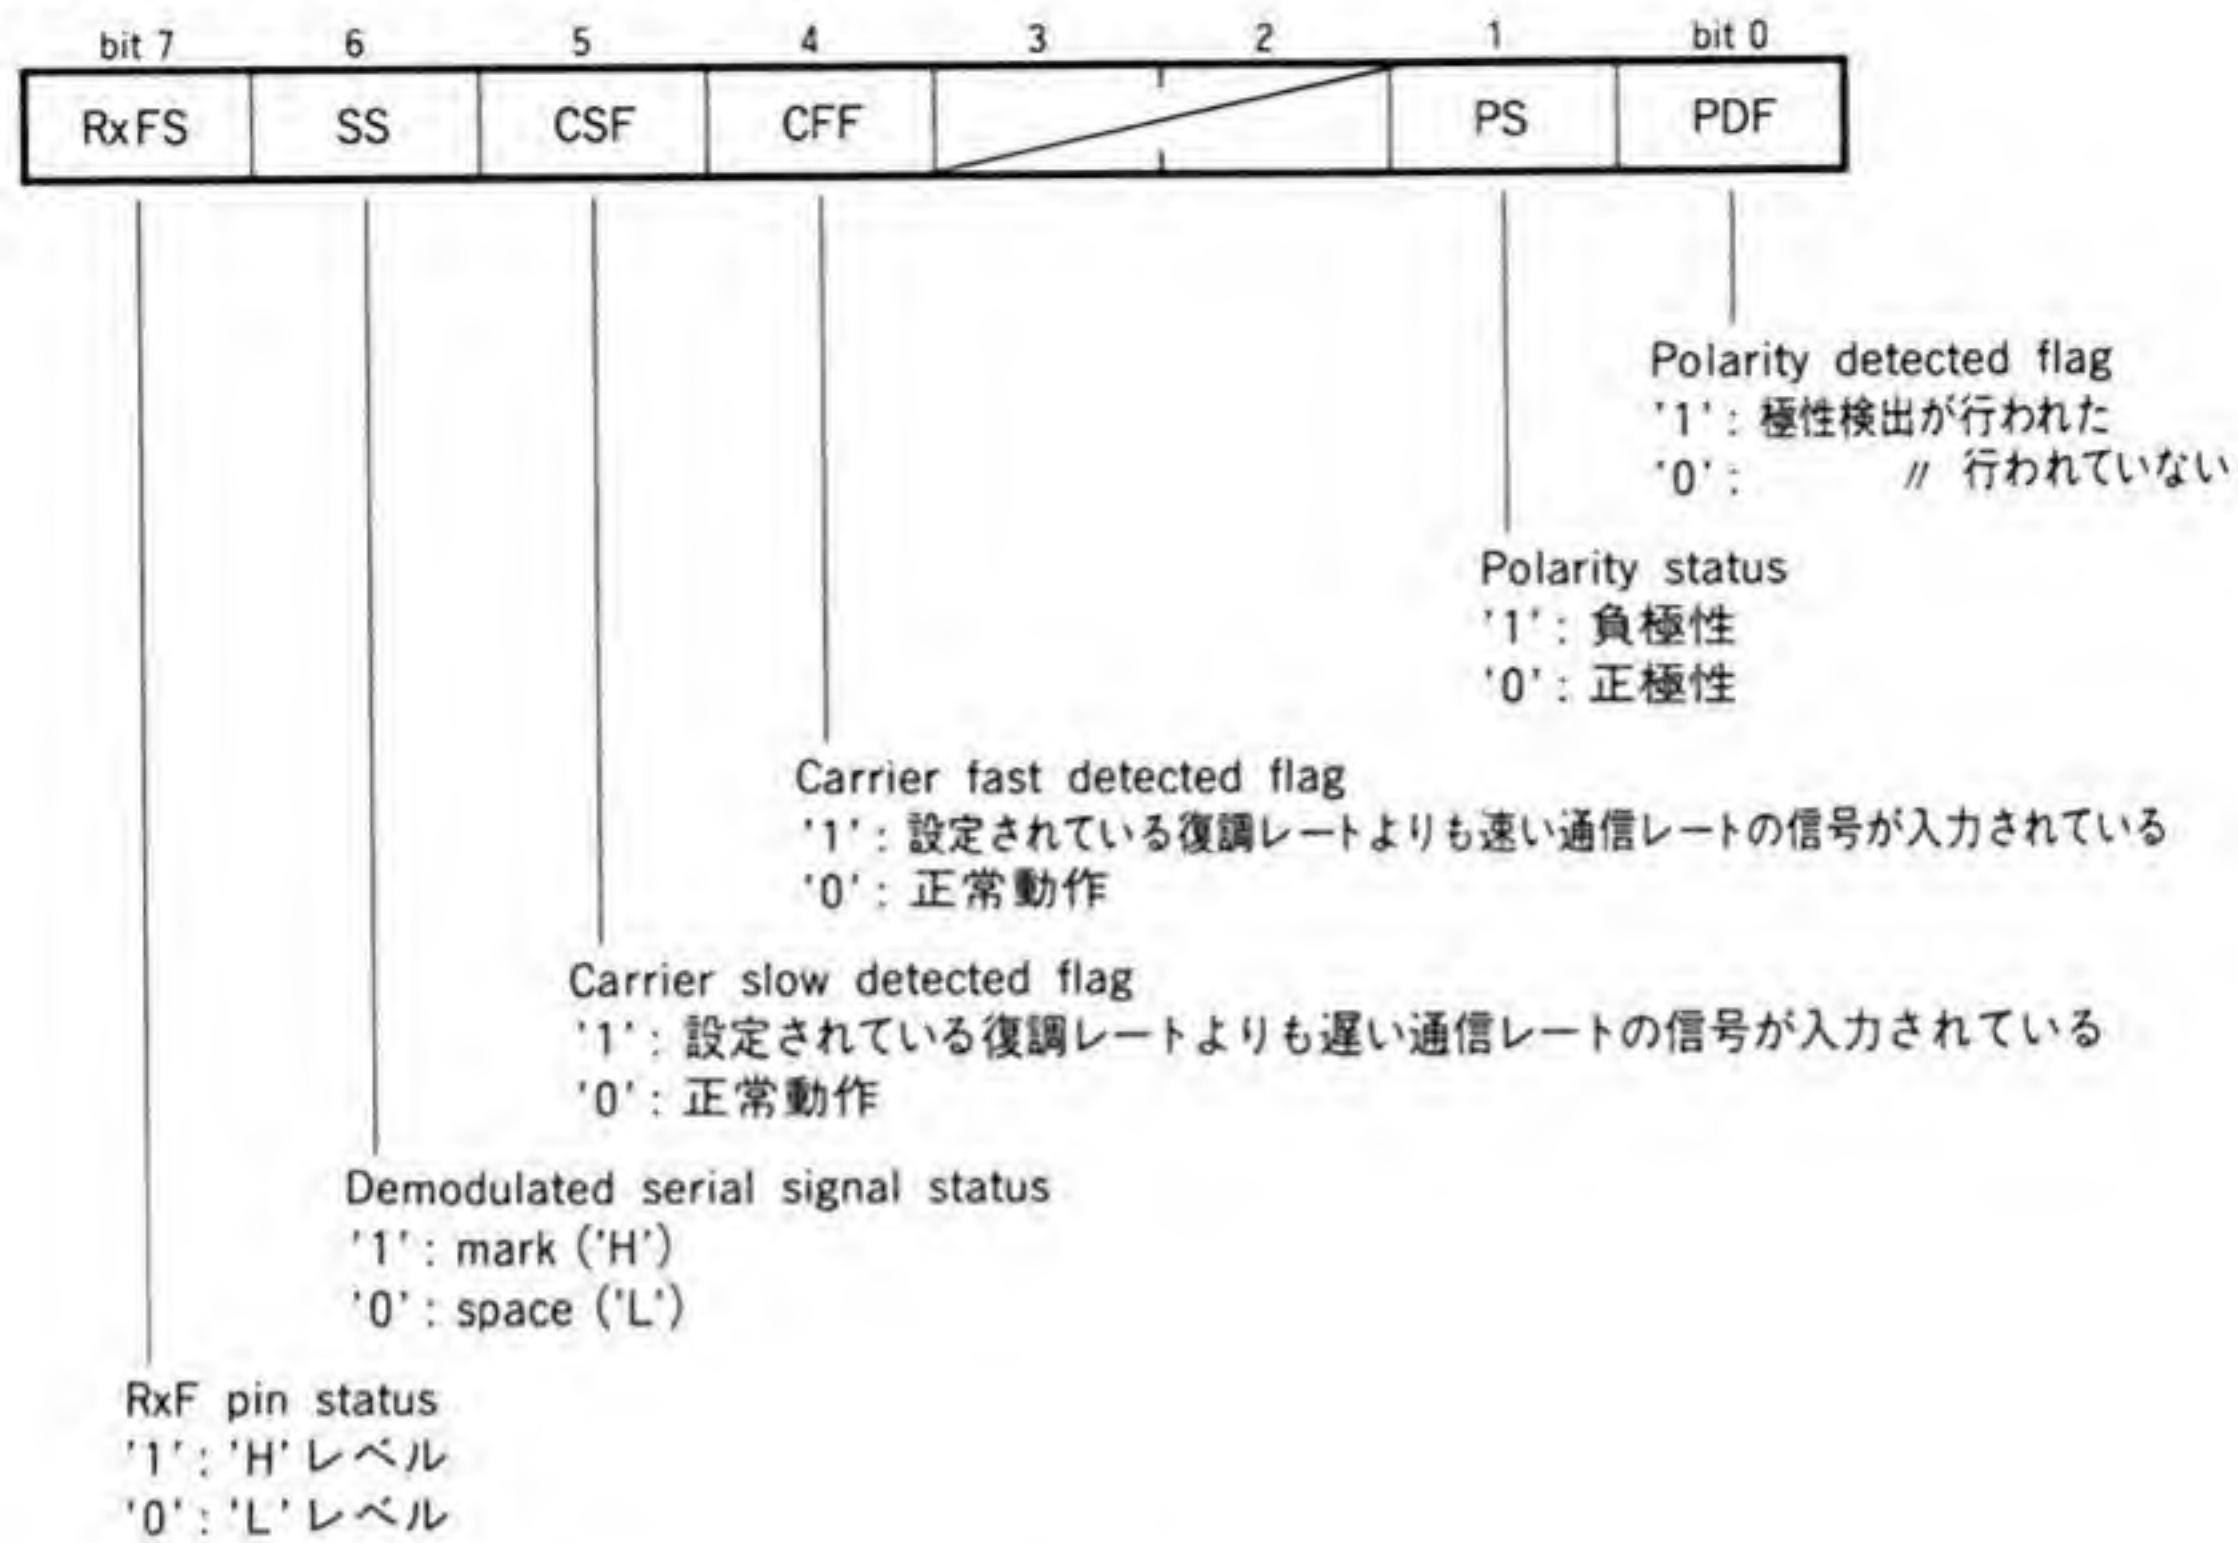 bit 7 6 5 4 3 2 1 bit 0
RxFS SS CSF CFF PS PDF
Polarity detected flag
'1': 極性検出が行われた
'0': 〃 行われていない
Polarity status
'1': 負極性
'0': 正極性
Carrier fast detected flag
'1': 設定されている復調レートよりも速い通信レートの信号が入力されている
'0': 正常動作
Carrier slow detected flag
'1': 設定されている復調レートよりも遅い通信レートの信号が入力されている
'0': 正常動作
Demodulated serial signal status
'1': mark ('H')
'0': space ('L')
RxF pin status
'1': 'H' レベル
'0': 'L' レベル